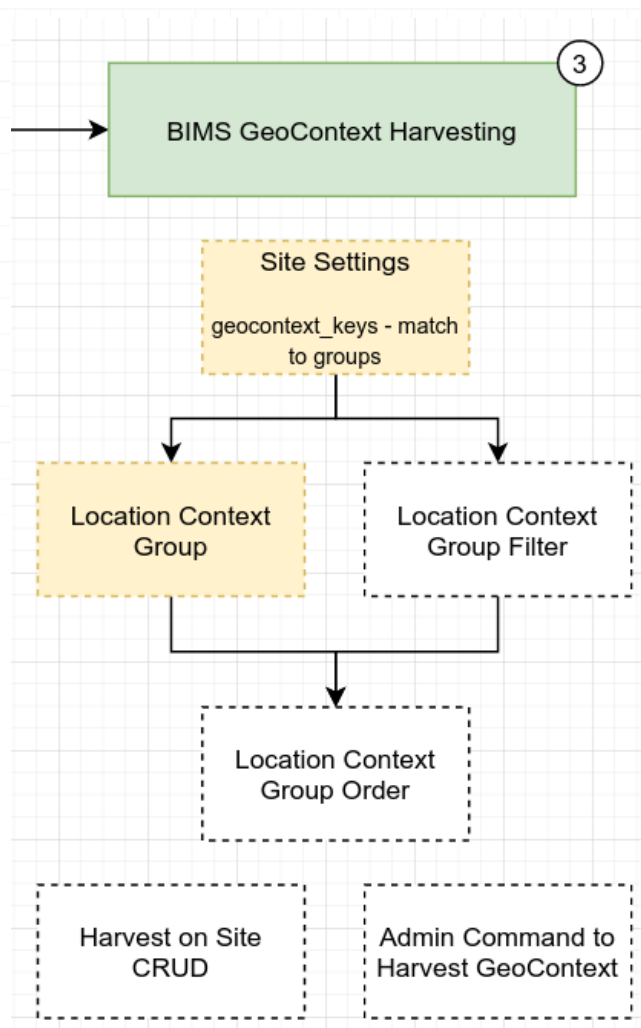 3
BIMS GeoContext Harvesting
Site Settings
geocontext_keys - match
to groups
Location Context
Group
Location Context
Group Filter
Location Context
Group Order
Harvest on Site
CRUD
Admin Command to
Harvest GeoContext